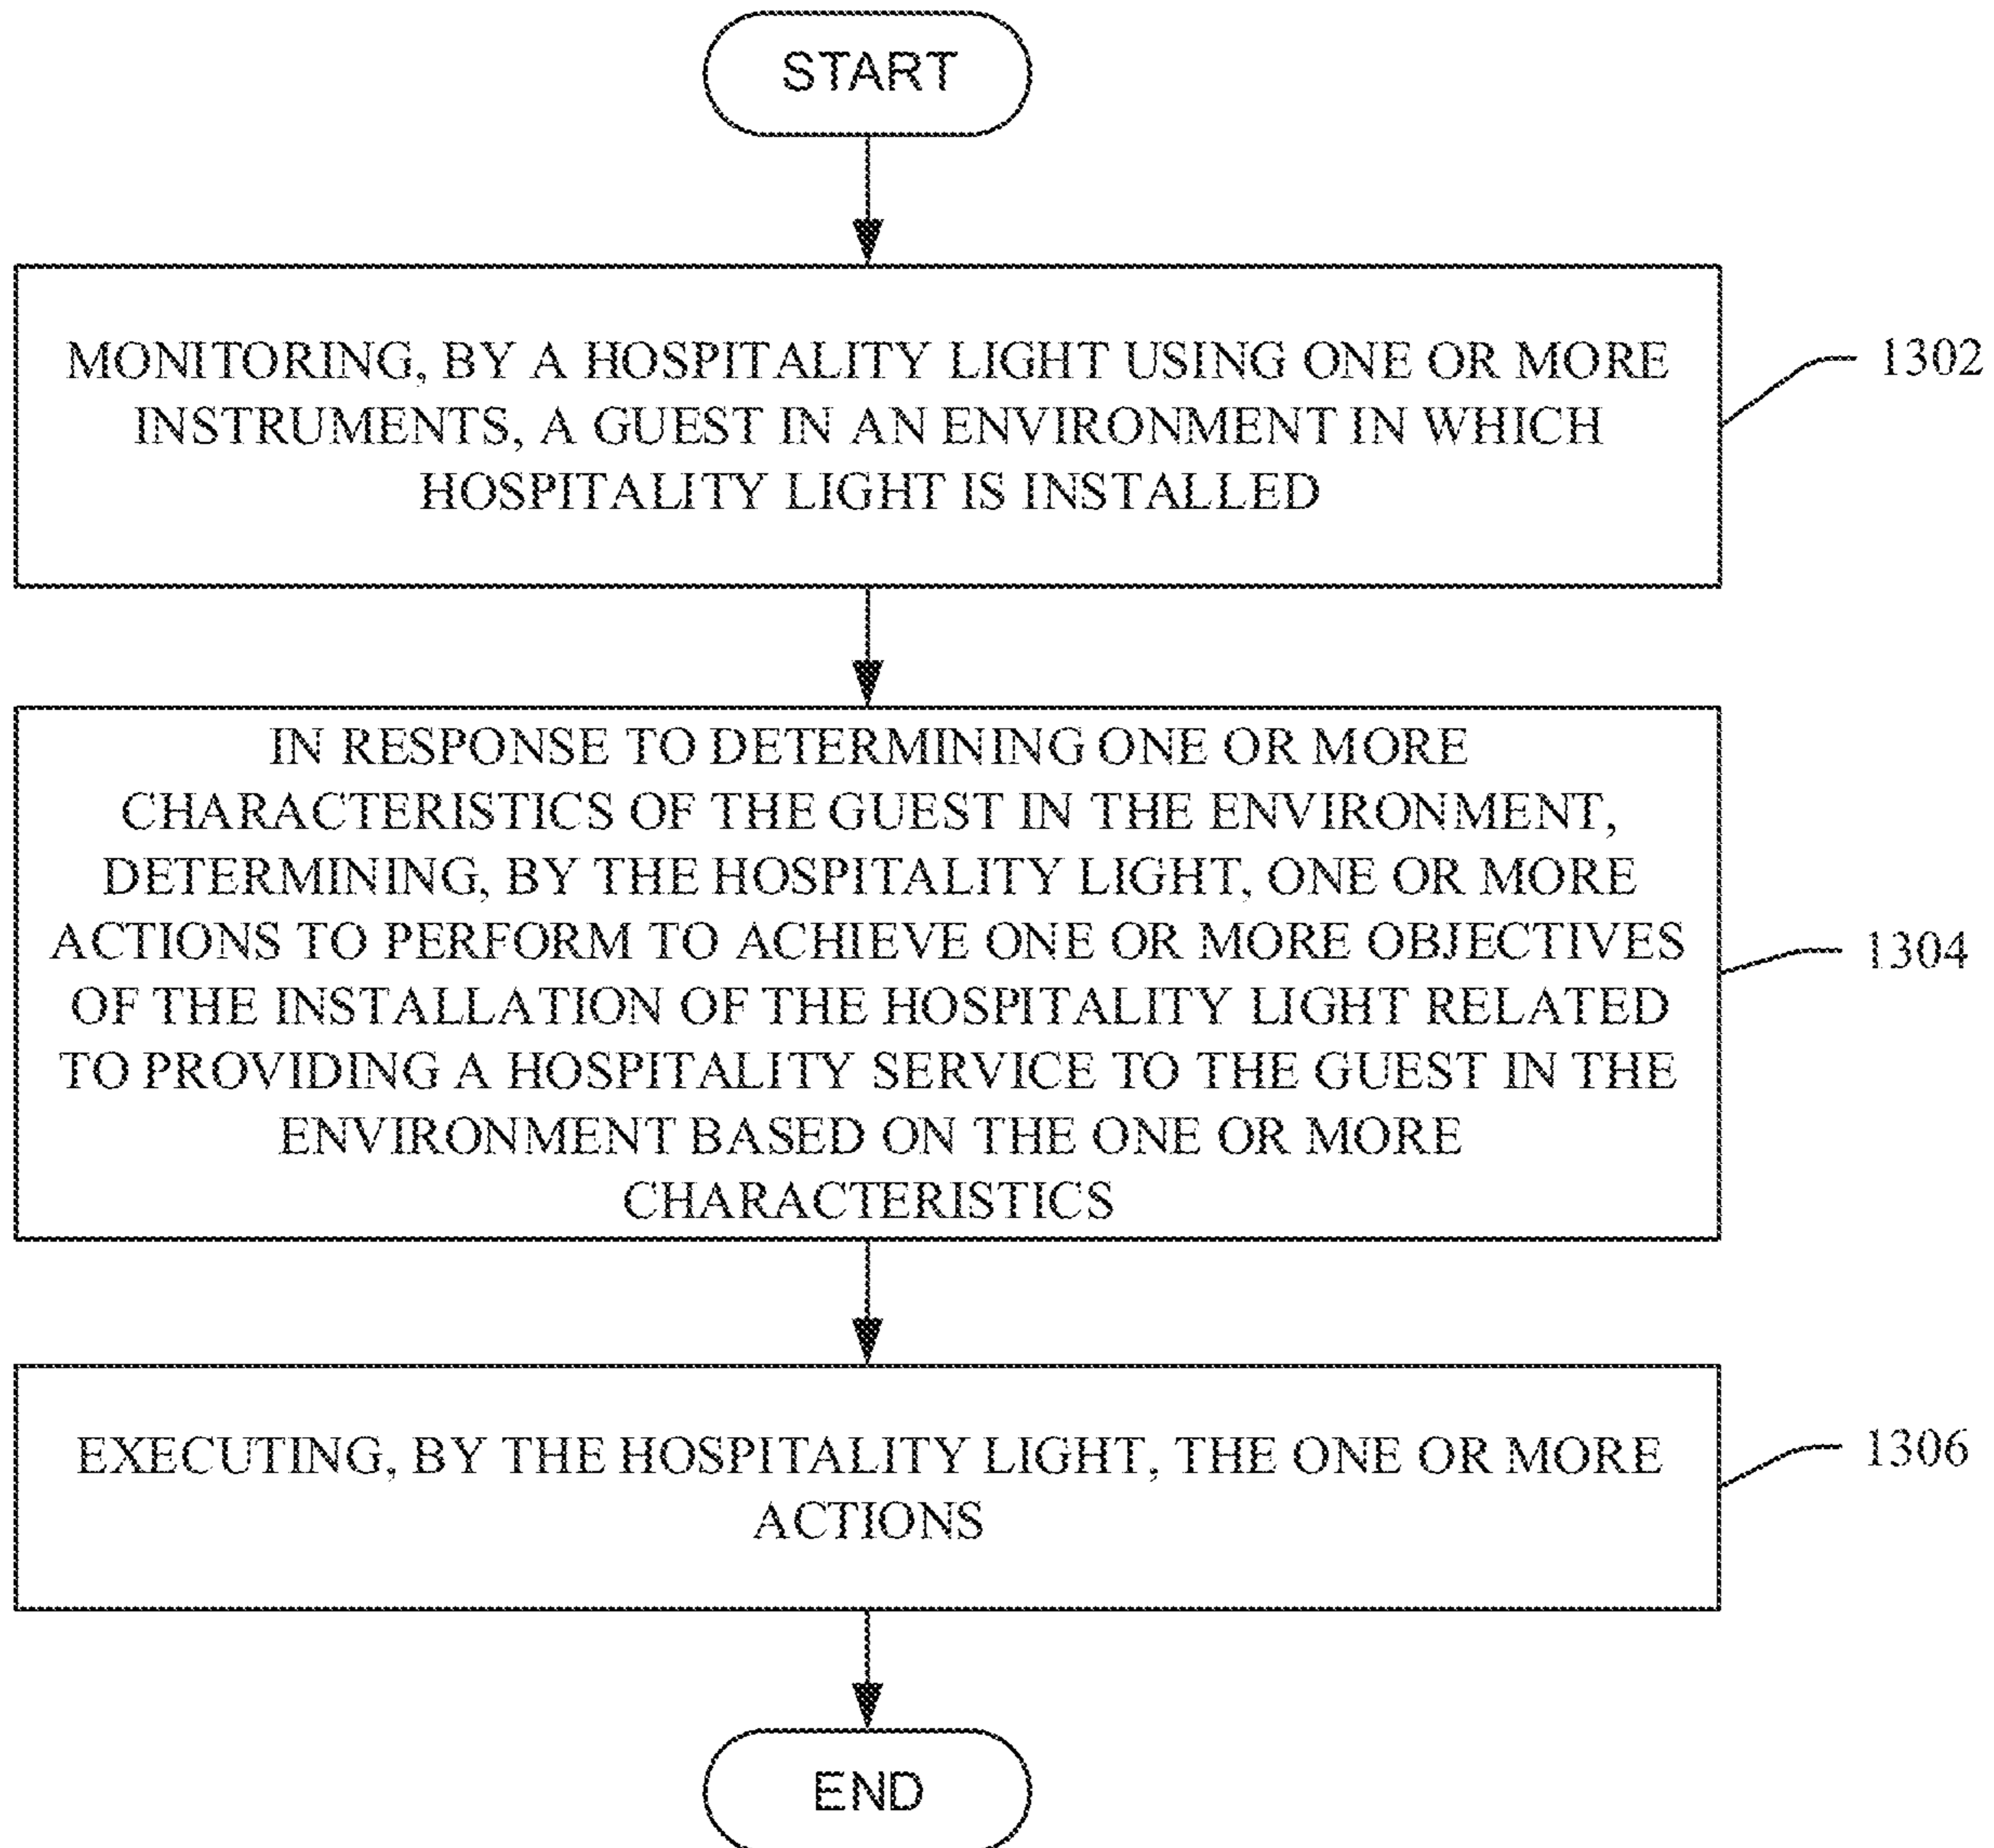 START
MONITORING, BY A HOSPITALITY LIGHT USING ONE OR MORE
INSTRUMENTS, A GUEST IN AN ENVIRONMENT IN WHICH
HOSPITALITY LIGHT IS INSTALLED
1302
IN RESPONSE TO DETERMINING ONE OR MORE
CHARACTERISTICS OF THE GUEST IN THE ENVIRONMENT,
DETERMINING, BY THE HOSPITALITY LIGHT, ONE OR MORE
ACTIONS TO PERFORM TO ACHIEVE ONE OR MORE OBJECTIVES
OF THE INSTALLATION OF THE HOSPITALITY LIGHT RELATED
TO PROVIDING A HOSPITALITY SERVICE TO THE GUEST IN THE
ENVIRONMENT BASED ON THE ONE OR MORE
CHARACTERISTICS
1304
EXECUTING, BY THE HOSPITALITY LIGHT, THE ONE OR MORE
ACTIONS
1306
END